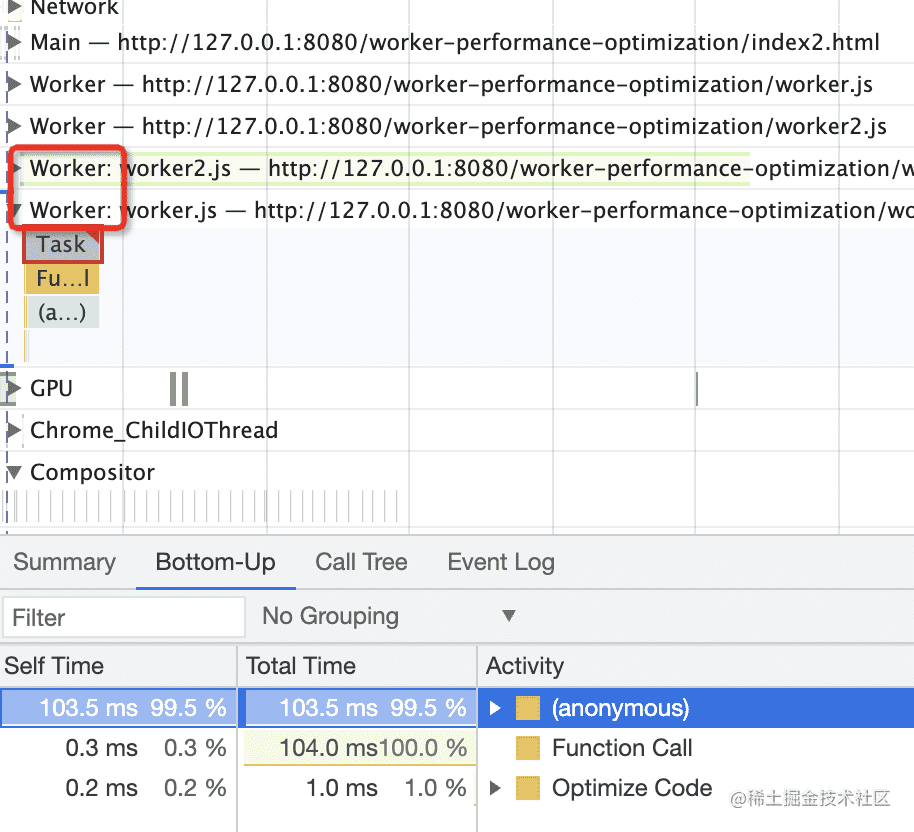 Network
Main — http://127.0.0.1:8080/worker-performance-optimization/index2.html
Worker — http://127.0.0.1:8080/worker-performance-optimization/worker.js
Worker — http://127.0.0.1:8080/worker-performance-optimization/worker2.js
Worker: worker2.js — http://127.0.0.1:8080/worker-performance-optimization/w
Worker: worker.js — http://127.0.0.1:8080/worker-performance-optimization/wo
Task
Fu...l
(a...)
GPU
Chrome_ChildIOThread
Compositor
Summary Bottom-Up Call Tree Event Log
Filter No Grouping
Self Time Total Time Activity
103.5 ms 99.5 % 103.5 ms 99.5 % (anonymous)
0.3 ms 0.3 % 104.0 ms 100.0 % Function Call
0.2 ms 0.2 % 1.0 ms 1.0 % Optimize Code
@稀土掘金技术社区